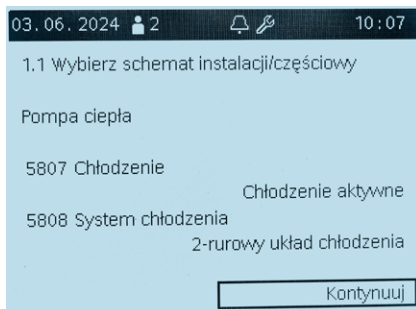 03.06.2024 2 10:07
1.1 Wybierz schemat instalacji/częściowy
Pompa ciepła
5807 Chłodzenie
Chłodzenie aktywne
5808 System chłodzenia
2-rurowy układ chłodzenia
Kontynuuj